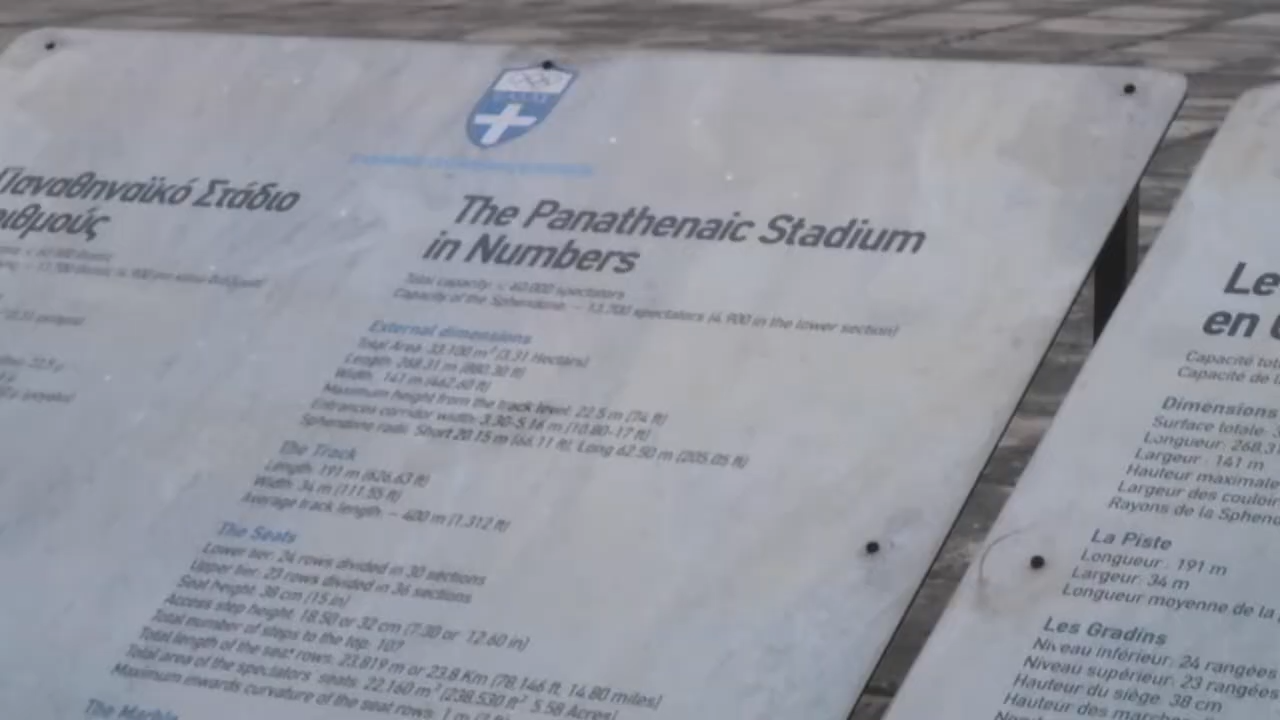 Παναθηναϊκό Στάδιο
The Panathenaic Stadium
in Numbers
Total capacity: < 60.000 spectators
Capacity of the Sphendone: ~ 13.700 spectators (4.900 in the lower section)
External dimensions
Total Area: 33.100 m² (3.31 Hectars)
Length: 268.31 m (880.30 ft)
Width: 141 m (462.60 ft)
Maximum height from the track level: 22.5 m (74 ft)
Entrances corridor width: 3.30-5.16 m (10.80-17 ft)
Sphendone radii: Short 20.15 m (66.11 ft), Long 62.50 m (205.05 ft)
The Track
Length: 191 m (626.63 ft)
Width: 34 m (111.55 ft)
Average track length: ~ 400 m (1.312 ft)
The Seats
Lower tier: 24 rows divided in 30 sections
Upper tier: 23 rows divided in 36 sections
Seat height: 38 cm (15 in)
Access step height: 18.50 or 32 cm (7.30 or 12.60 in)
Total number of steps to the top: 107
Total length of the seat rows: 23.819 m or 23.8 Km (78.146 ft, 14.80 miles)
Total area of the spectators' seats: 22.160 m² (238.530 ft² 5.58 Acres)
Maximum inwards curvature of the seat rows: 1 m
The Marble
Le
en
Capacité
Capacité de
Dimensions
Surface totale:
Longueur: 268.31
Largeur: 141 m
Hauteur maximale
Largeur des
Rayons de la
La Piste
Longueur: 191 m
Largeur: 34 m
Longueur moyenne de la
Les Gradins
Niveau inférieur: 24 rangées
Niveau supérieur: 23 rangées
Hauteur du siège: 38 cm
Hauteur des